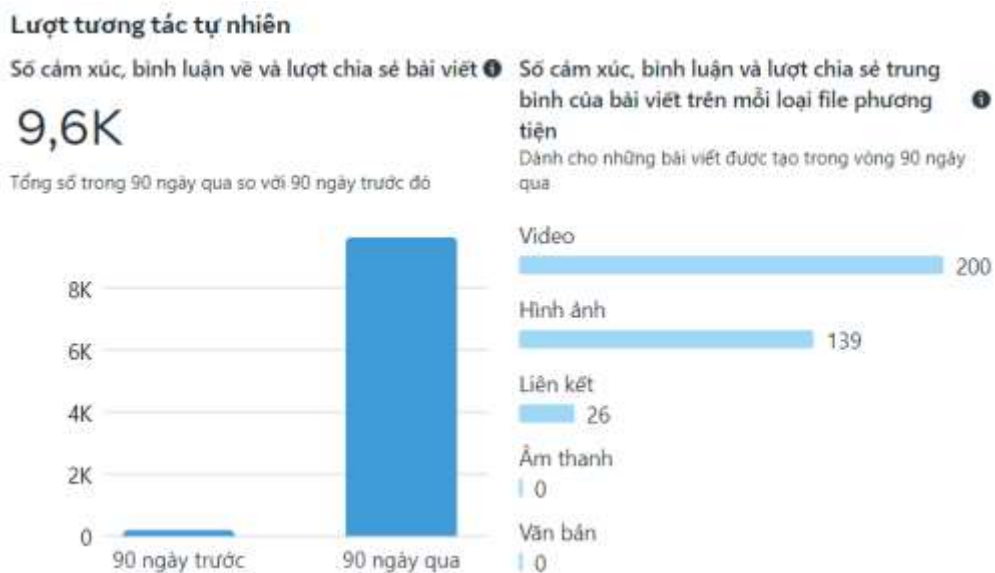 Lượt tương tác tự nhiên
Số cảm xúc, bình luận về và lượt chia sẻ bài viết
9,6K
Tổng số trong 90 ngày qua so với 90 ngày trước đó
8K
6K
4K
2K
0
90 ngày trước
90 ngày qua
Số cảm xúc, bình luận và lượt chia sẻ trung
bình của bài viết trên mỗi loại file phương
tiện
Dành cho những bài viết được tạo trong vòng 90 ngày
qua
Video
200
Hình ảnh
139
Liên kết
26
Âm thanh
0
Văn bản
0